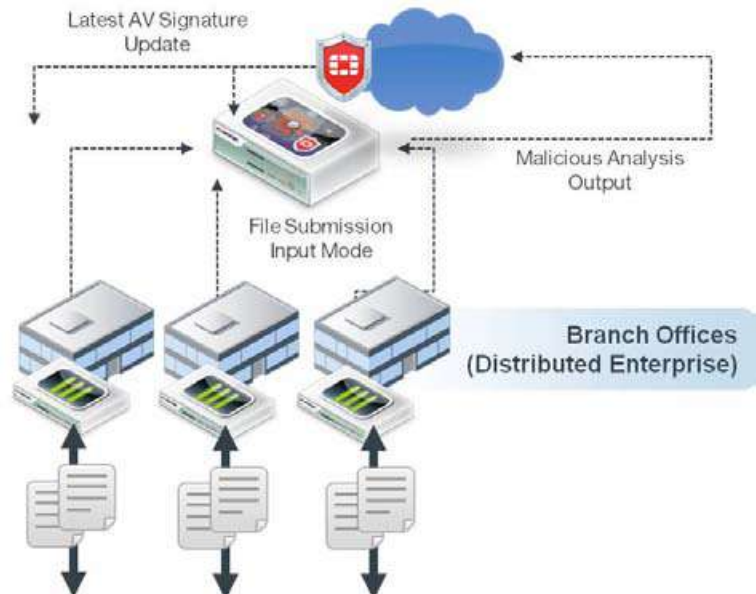 Latest AV Signature
Update
Malicious Analysis
Output
File Submission
Input Mode
Branch Offices
(Distributed Enterprise)